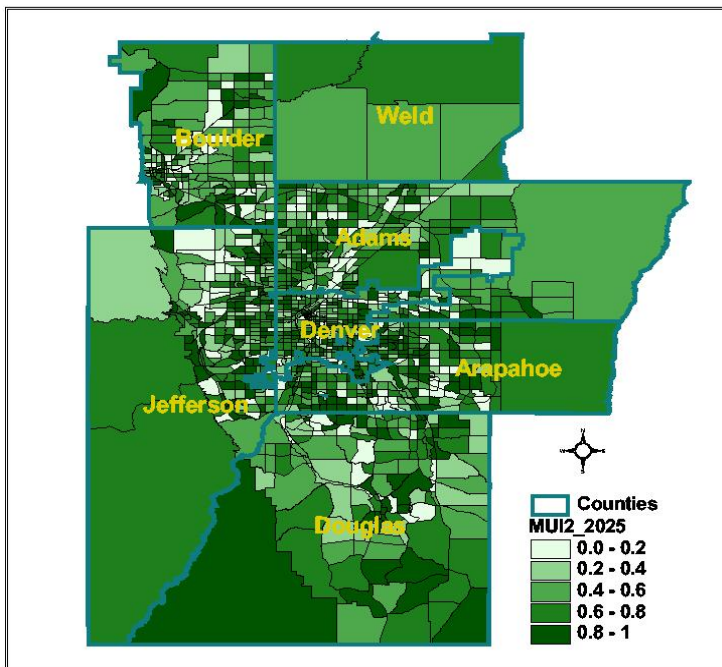 Boulder
Weld
Adams
Denver
Arapahoe
Jefferson
Douglas
Counties
MUI2_2025
0.0 - 0.2
0.2 - 0.4
0.4 - 0.6
0.6 - 0.8
0.8 - 1